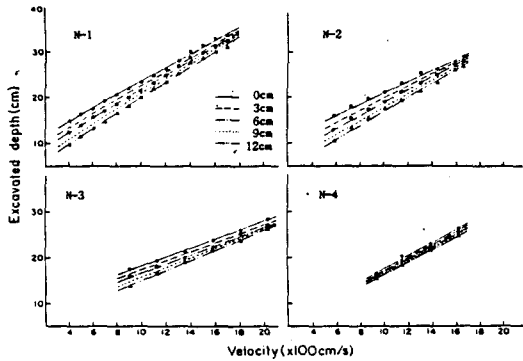 40
N-1
N-2
30
20
10
0cm
3cm
6cm
9cm
12cm
Excavated depth(cm)
N-3
N-4
30
20
10
4 6 8 10 12 14 16 18 20
4 6 8 10 12 14 16 18 20
Velocity(x100cm/s)